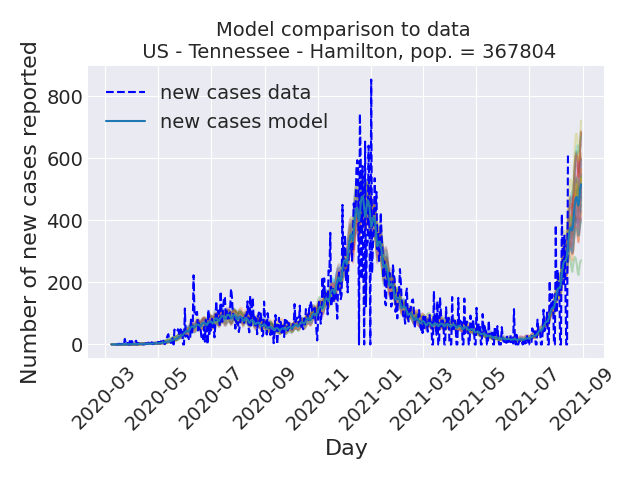 Model comparison to data
US - Tennessee - Hamilton, pop. = 367804
Number of new cases reported
800
600
400
200
0
new cases data
new cases model
2020-03
2020-05
2020-07
2020-09
2020-11
2021-01
2021-03
2021-05
2021-07
2021-09
Day